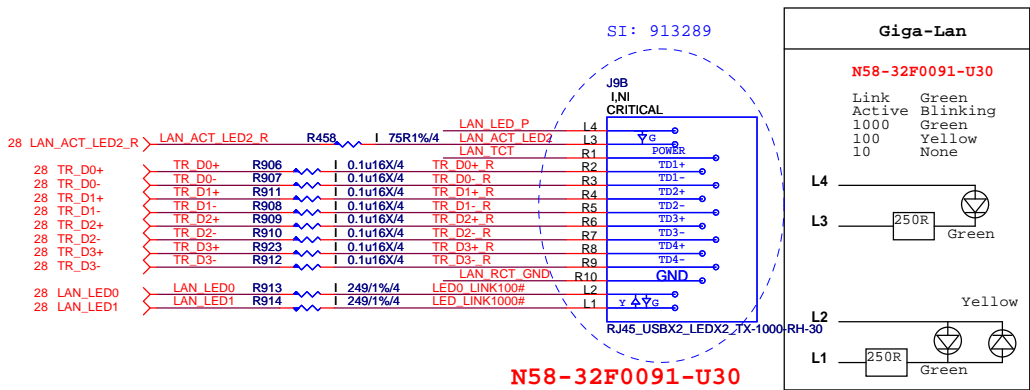 SI: 913289
J9B
I,NI
CRITICAL
LAN_LED_P L4
28 LAN_ACT_LED2_R LAN_ACT_LED2_R R458 I 75R1%/4 LAN_ACT_LED2 L3 G
LAN_TCT R1 POWER
28 TR_D0+ TR_D0+ R906 I 0.1u16X/4 TR_D0+_R R2 TD1+
28 TR_D0- TR_D0- R907 I 0.1u16X/4 TR_D0-_R R3 TD1-
28 TR_D1+ TR_D1+ R911 I 0.1u16X/4 TR_D1+_R R4 TD2+
28 TR_D1- TR_D1- R908 I 0.1u16X/4 TR_D1-_R R5 TD2-
28 TR_D2+ TR_D2+ R909 I 0.1u16X/4 TR_D2+_R R6 TD3+
28 TR_D2- TR_D2- R910 I 0.1u16X/4 TR_D2-_R R7 TD3-
28 TR_D3+ TR_D3+ R923 I 0.1u16X/4 TR_D3+_R R8 TD4+
28 TR_D3- TR_D3- R912 I 0.1u16X/4 TR_D3-_R R9 TD4-
LAN_RCT_GND R10 GND
28 LAN_LED0 LAN_LED0 R913 I 249/1%/4 LED0_LINK100# L2
28 LAN_LED1 LAN_LED1 R914 I 249/1%/4 LED_LINK1000# L1 Y G
RJ45_USBX2_LEDX2_TX-1000-RH-30
N58-32F0091-U30
Giga-Lan
N58-32F0091-U30
Link Green
Active Blinking
1000 Green
100 Yellow
10 None
L4
L3 250R
Green
Yellow
L2
L1 250R
Green